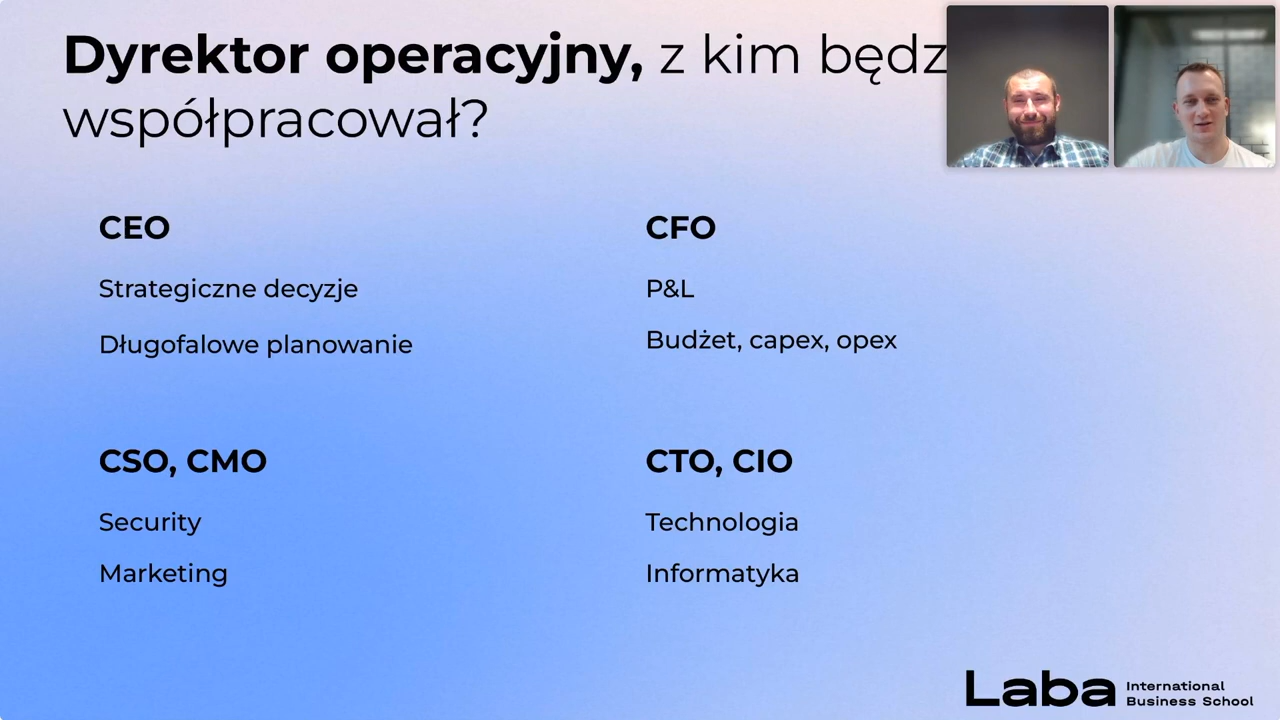 Dyrektor operacyjny, z kim
współpracował?
CEO
Strategiczne decyzje
Długofalowe planowanie
CFO
P&L
Budżet, capex, opex
CSO, CMO
Security
Marketing
CTO, CIO
Technologia
Informatyka
Laba International
Business School